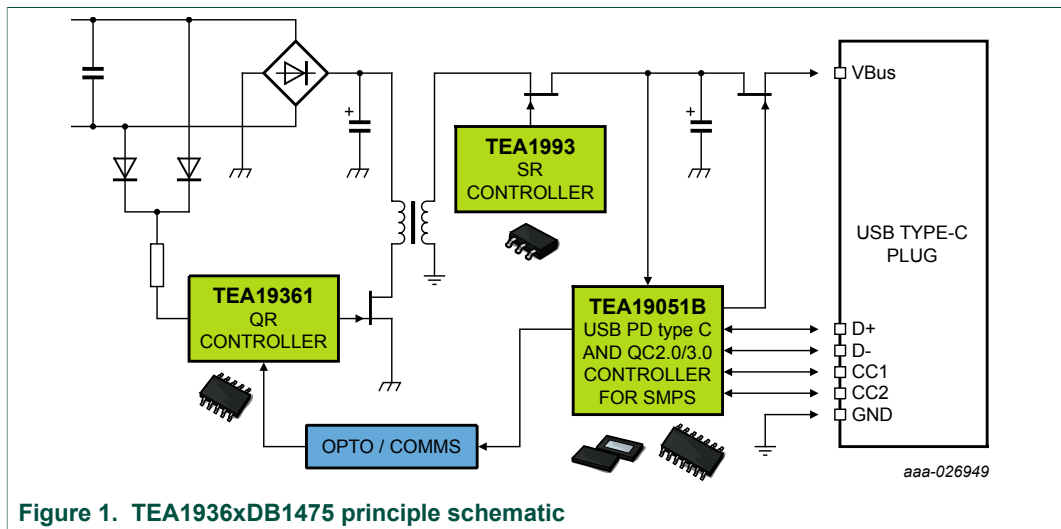 +
+
VBus
TEA1993
SR
CONTROLLER
USB TYPE-C
PLUG
TEA19361
QR
CONTROLLER
TEA19051B
USB PD type C
AND QC2.0/3.0
CONTROLLER
FOR SMPS
D+
D-
CC1
CC2
GND
OPTO / COMMS
aaa-026949
Figure 1. TEA1936xDB1475 principle schematic